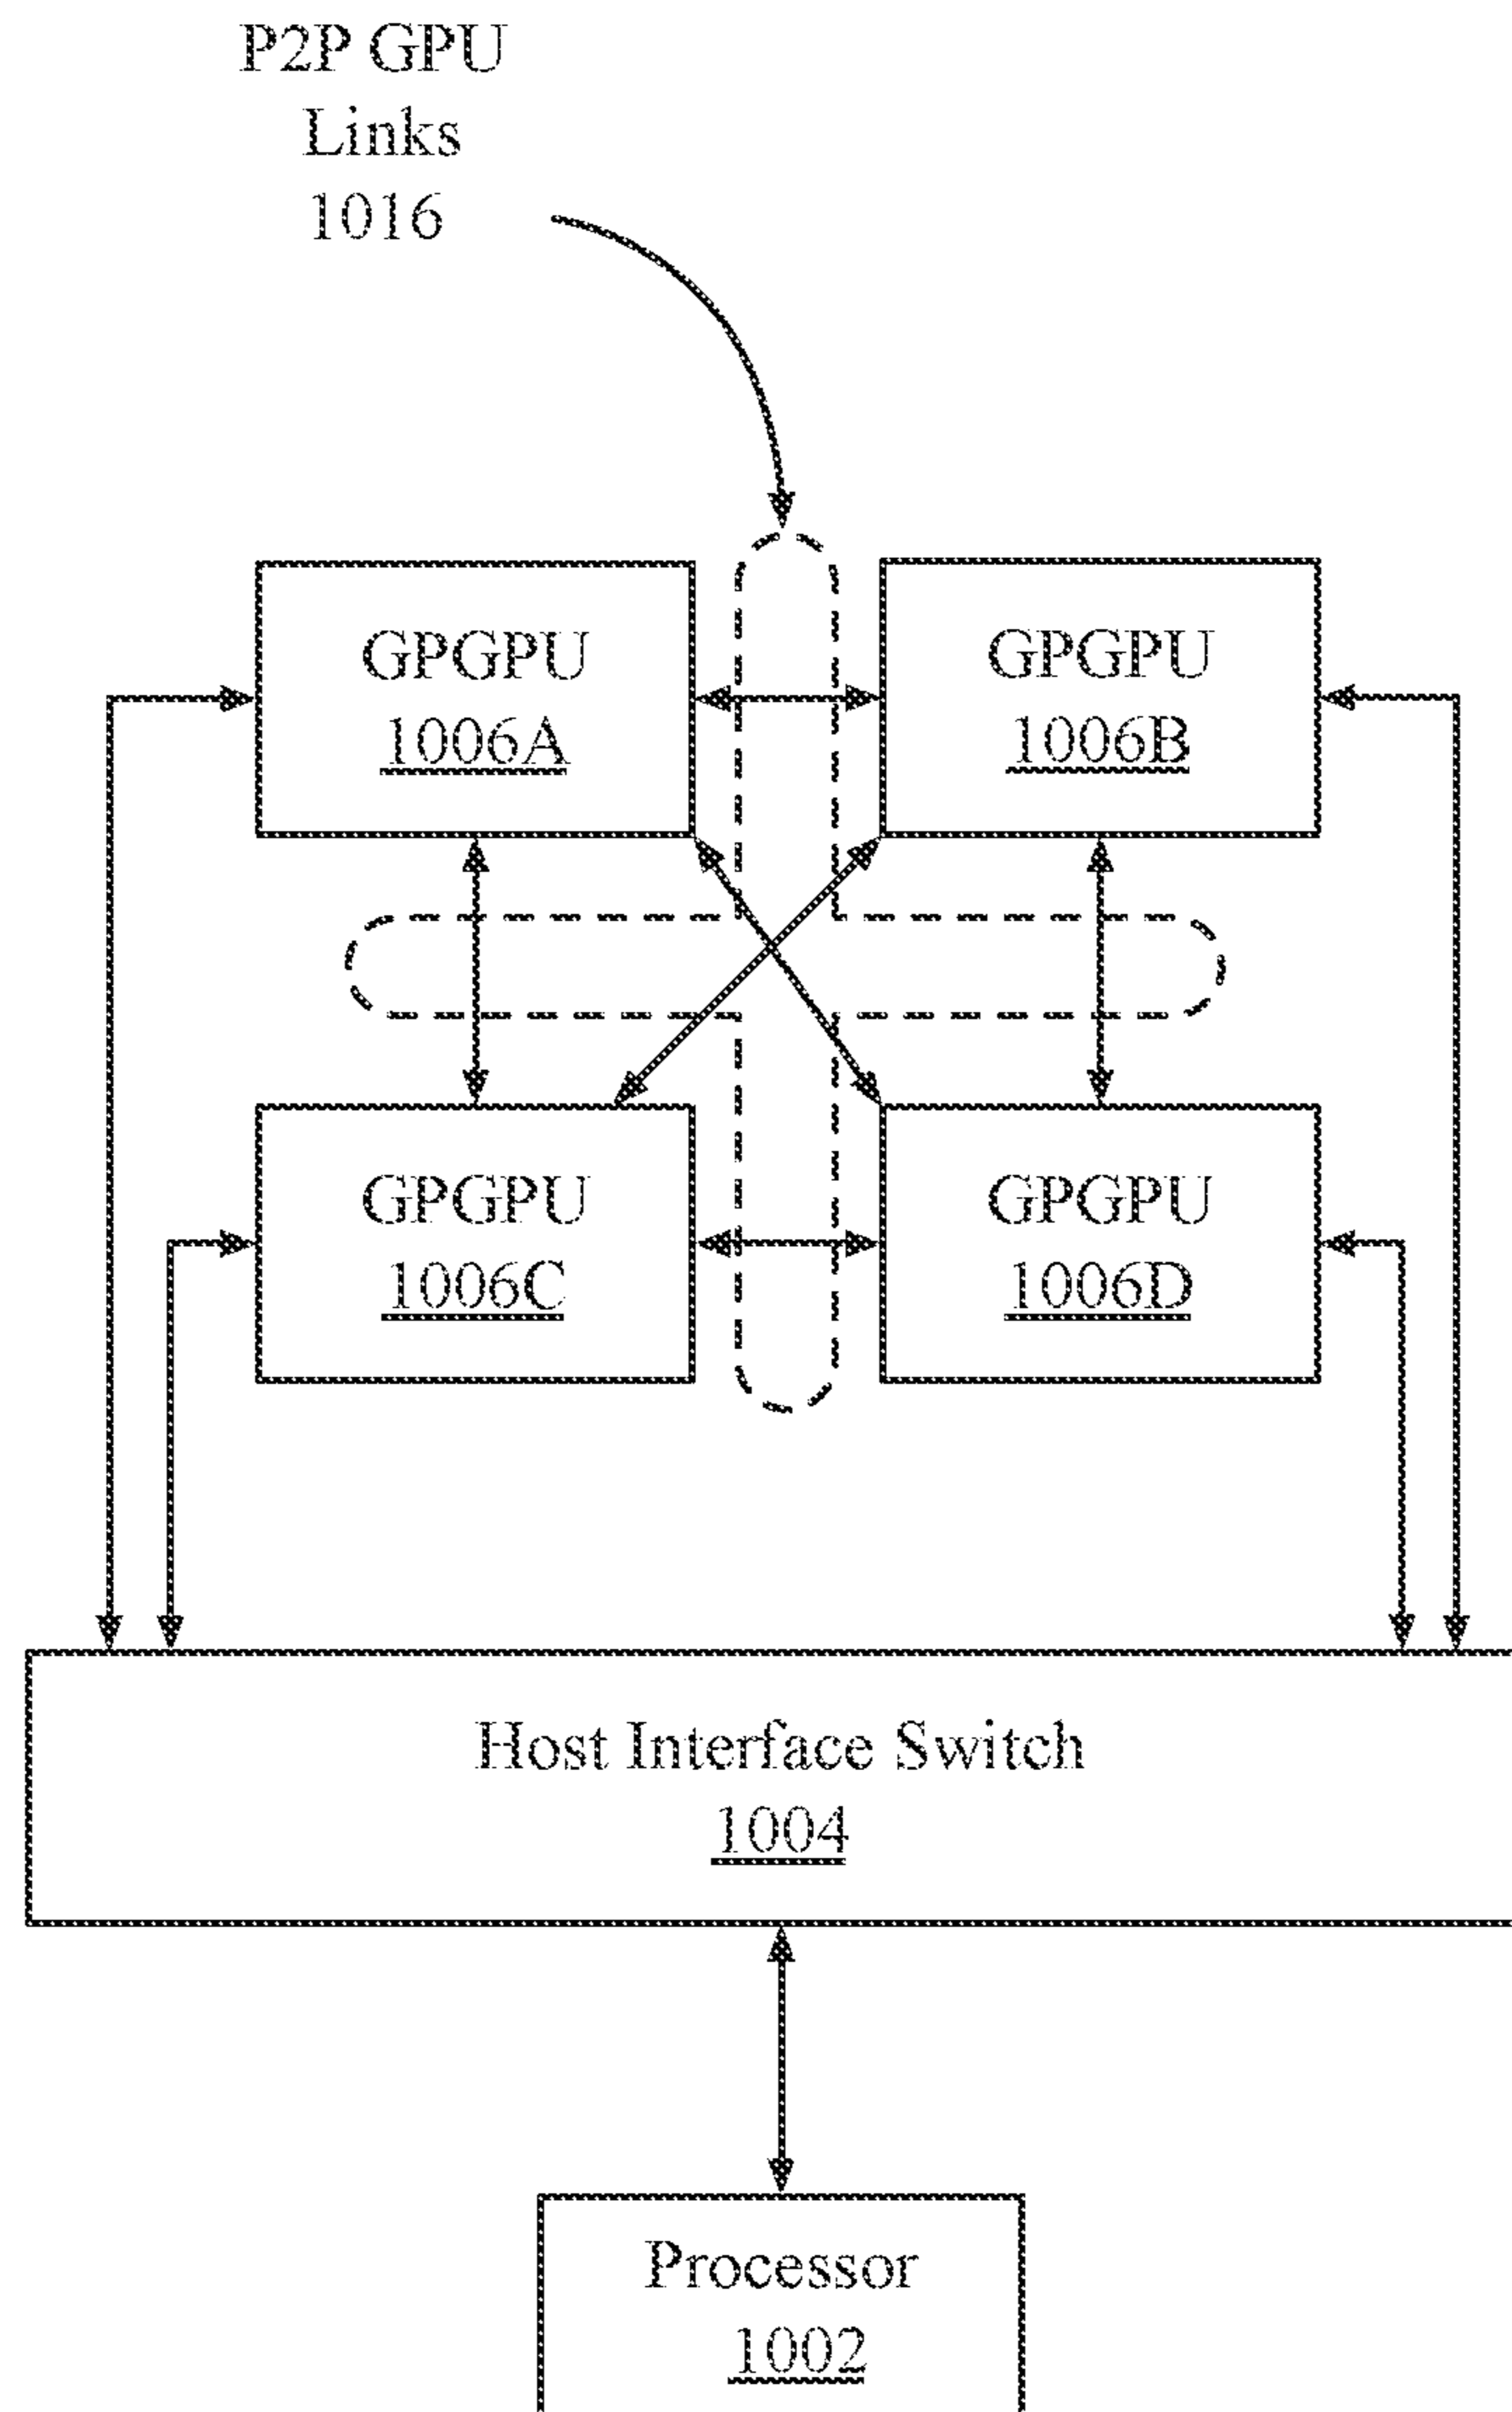 P2P GPU
Links
1016
GPGPU
1006A
GPGPU
1006B
GPGPU
1006C
GPGPU
1006D
Host Interface Switch
1004
Processor
1002